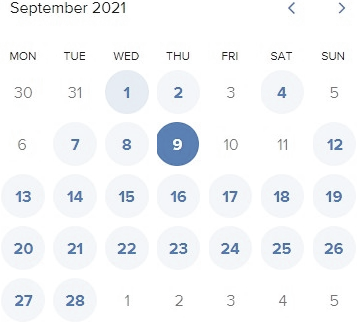 September 2021
MON TUE WED THU FRI SAT SUN
30 31 1 2 3 4 5
6 7 8 9 10 11 12
13 14 15 16 17 18 19
20 21 22 23 24 25 26
27 28 1 2 3 4 5